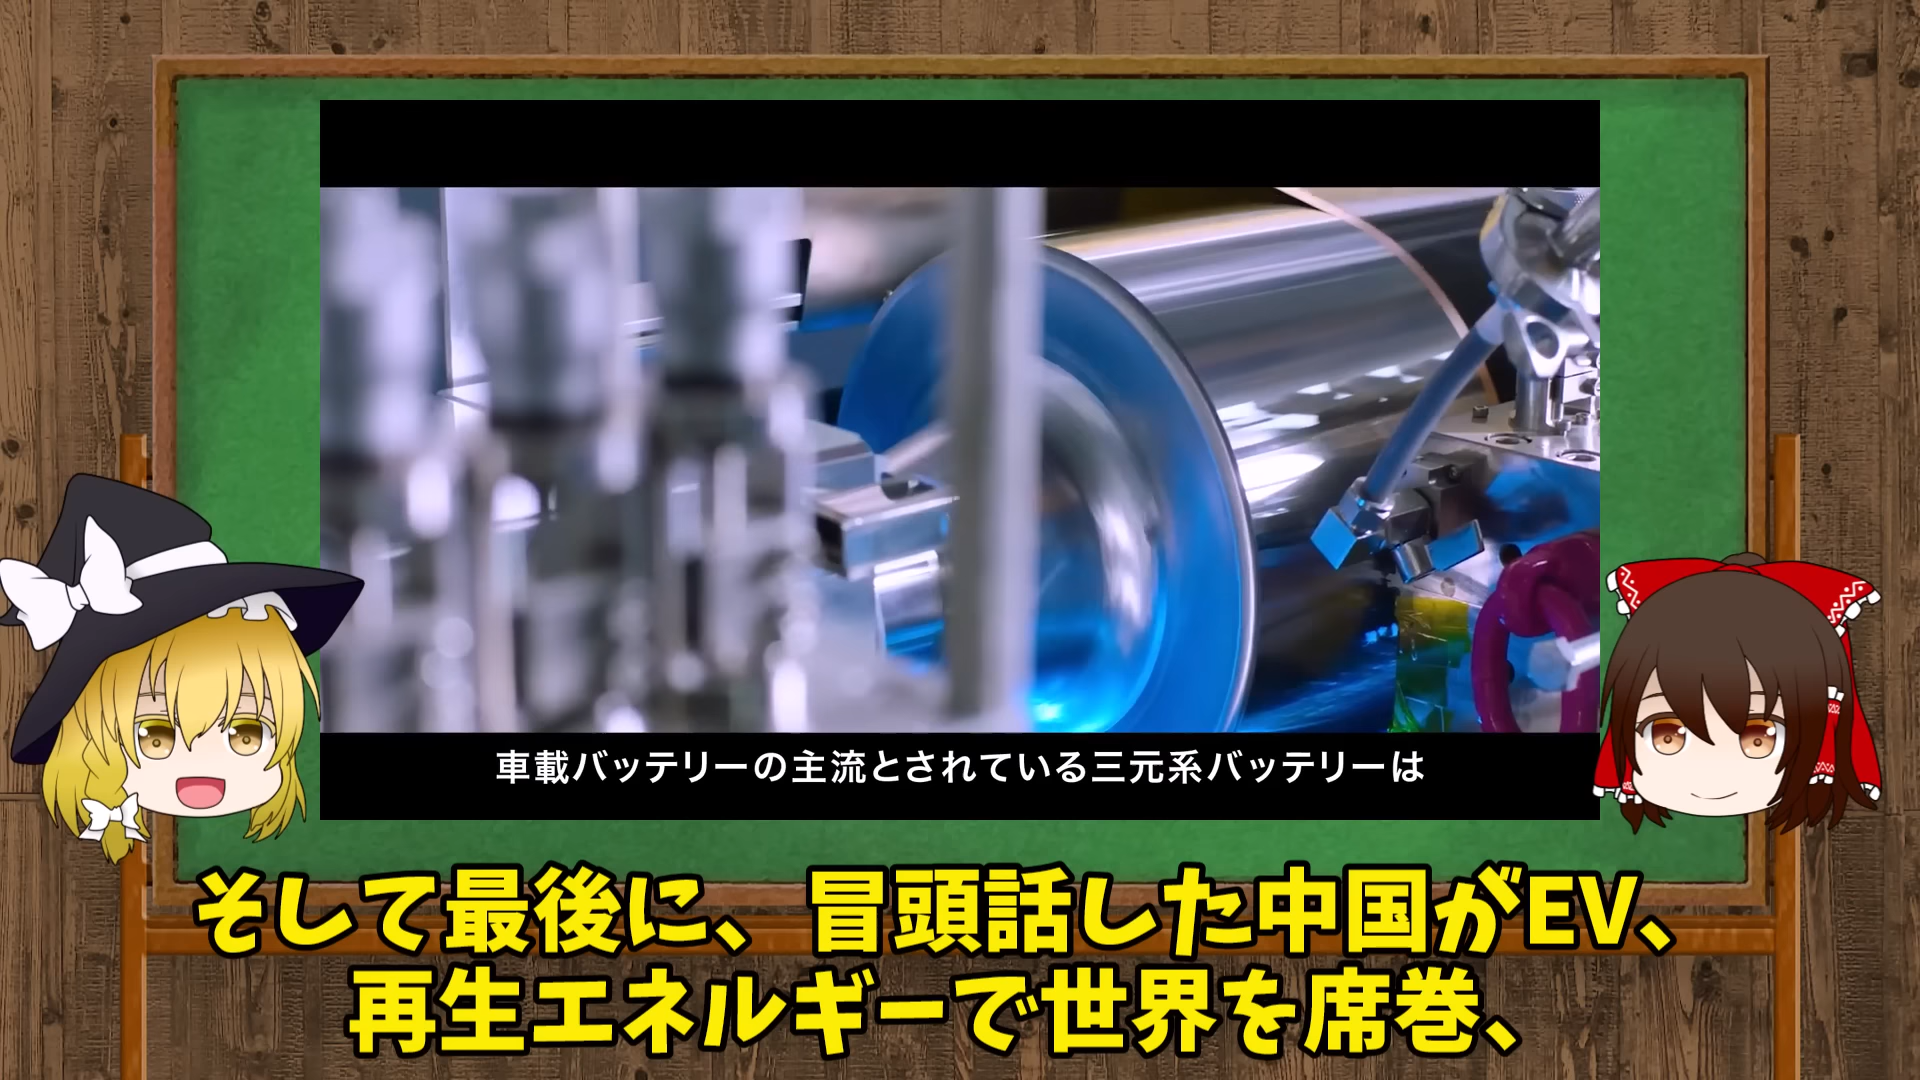 車載バッテリーの主流とされている三元系バッテリーは
そして最後に、冒頭話した中国がEV、
再生エネルギーで世界を席巻、